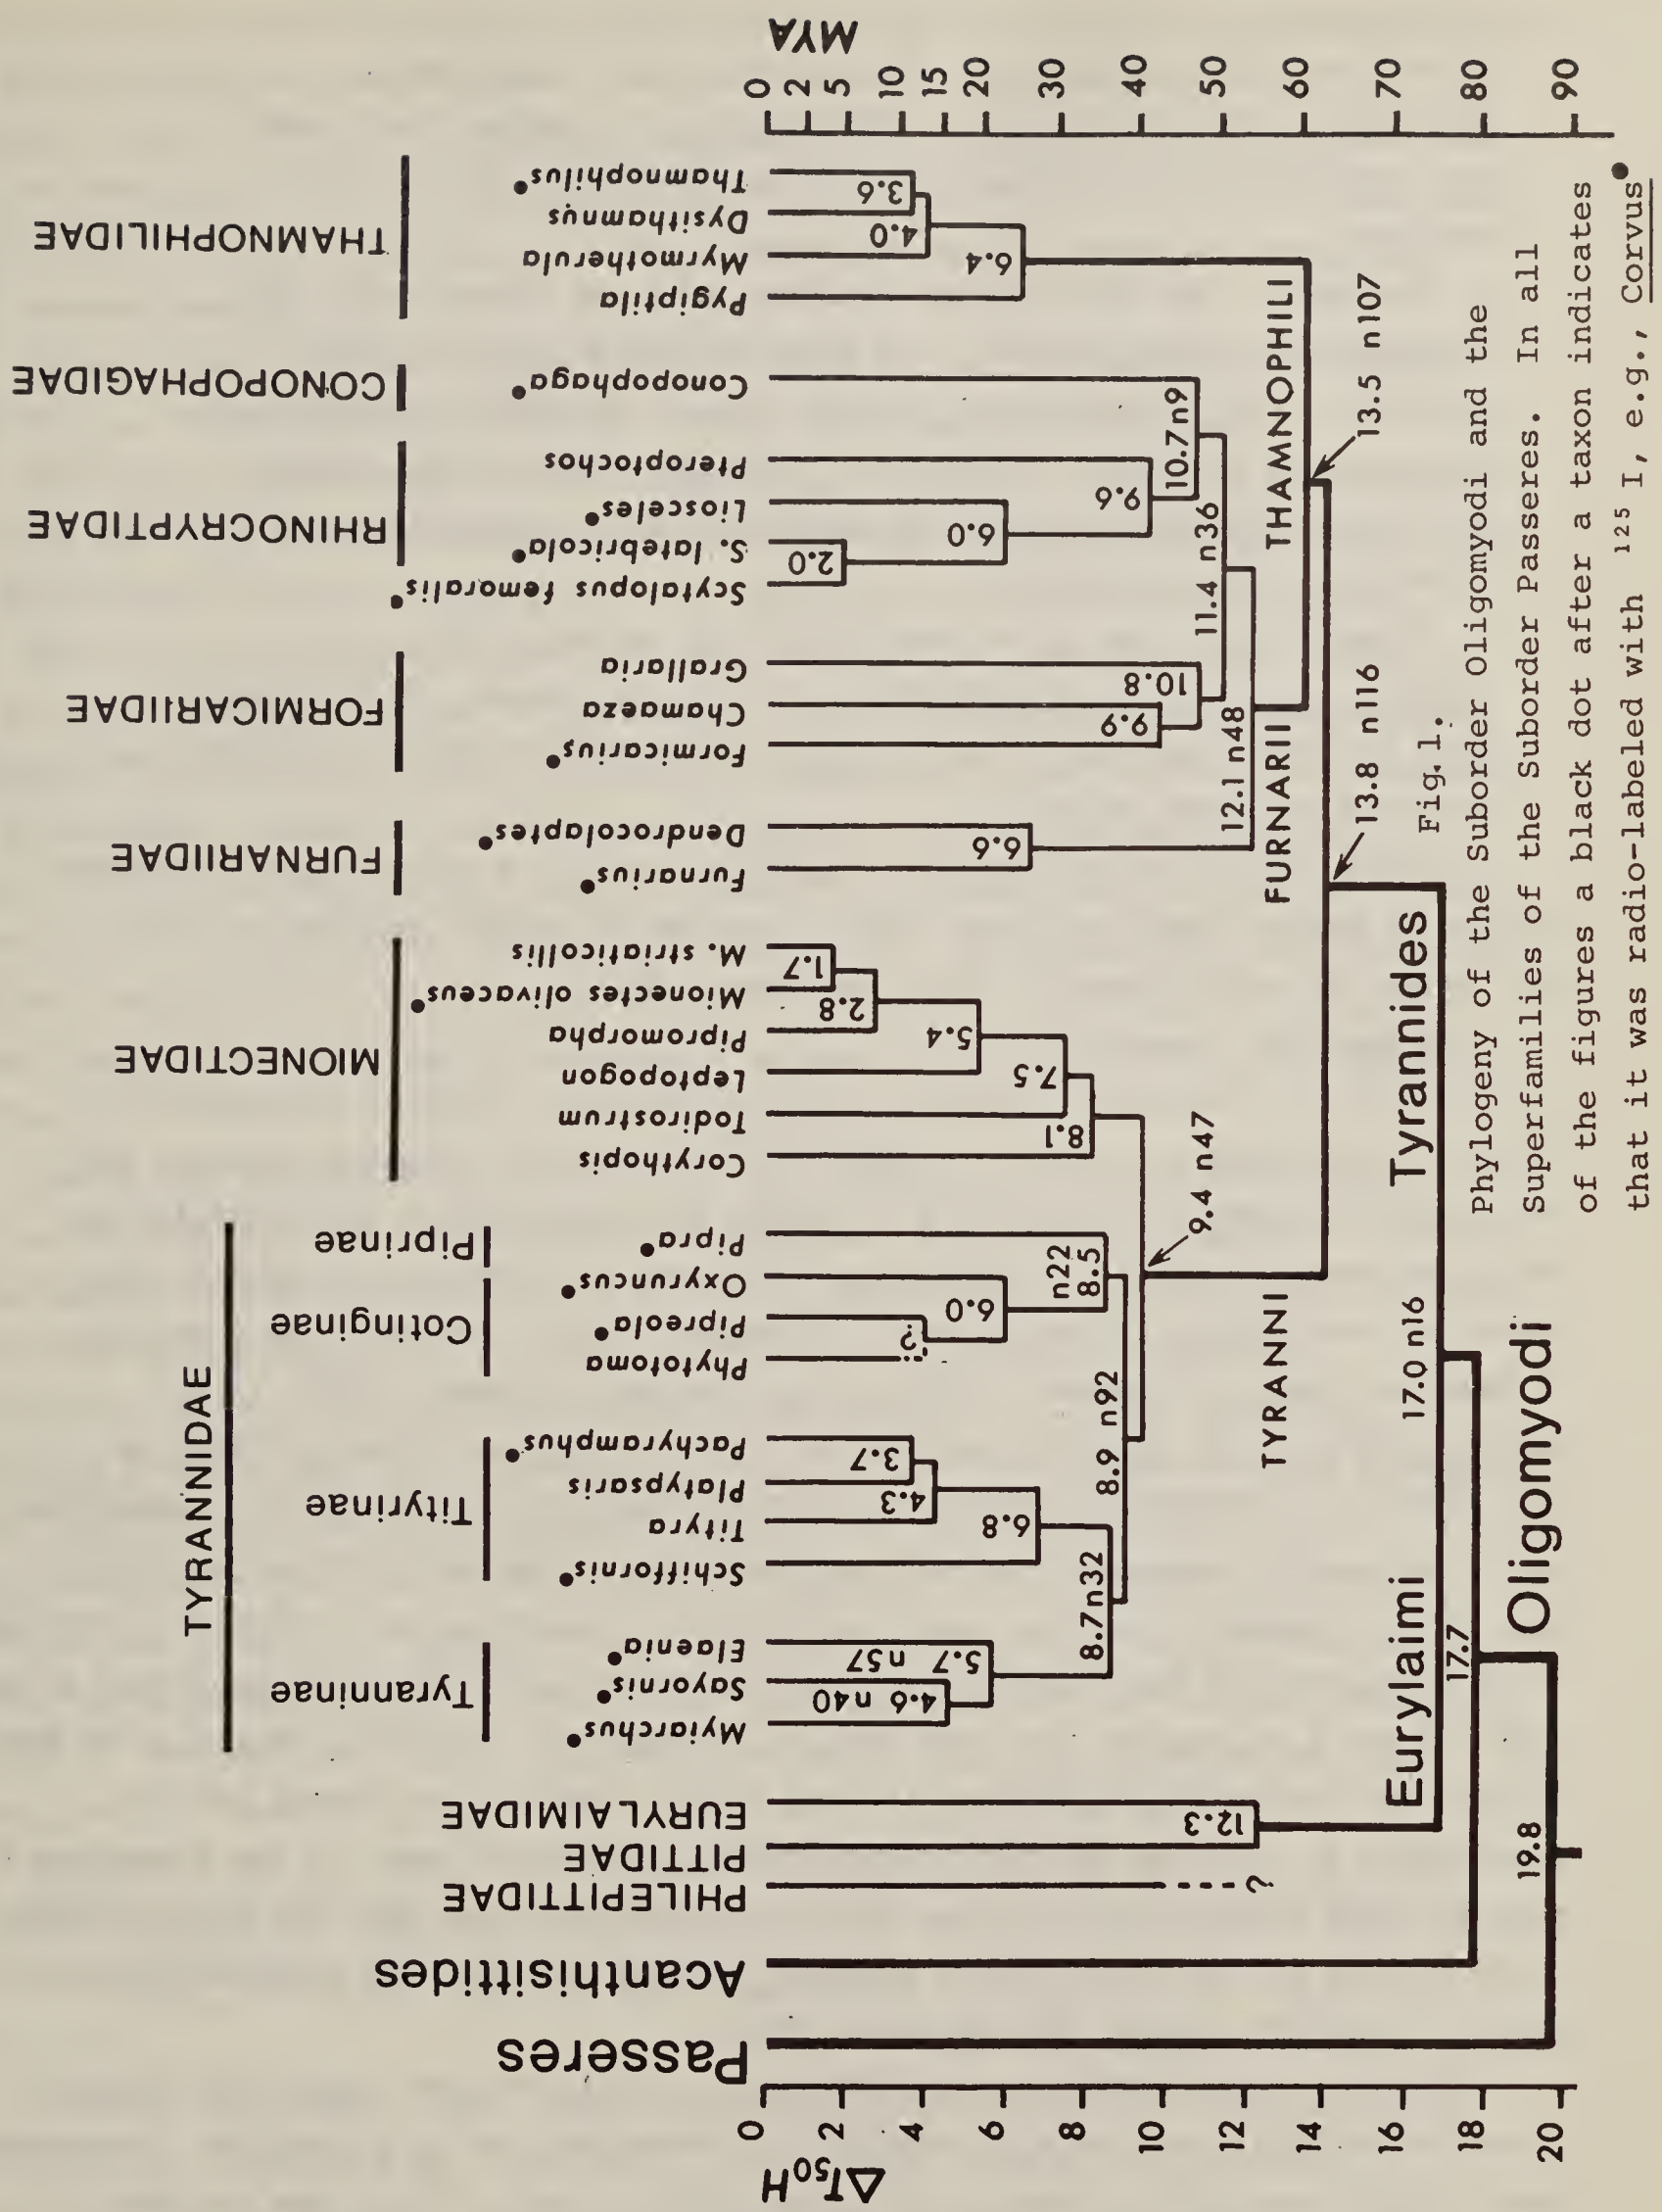 TYRANNIDAE
Tyranninae
Tityrinae
Cotinginae
Piprinae
MIONECTIDAE
FURNARIIDAE
FORMICARIIDAE
RHINOCRYPTIDAE
CONOPOPHAGIDAE
THAMNOPHILIDAE
Passeres
Acanthisittides
PHILEPITTIDAE
PITTIDAE
EURYLAIMIDAE
Myiarchus●
Sayornis●
Elaenia●
Schiffornis●
Tityra
Platypsaris
Pachyramphus●
Phytotoma
Pipreola●
Oxyruncus●
Pipra●
Corythopis
Todirostrum
Leptopogon
Pipromorpha
Mionectes olivaceus●
M. striaticollis
Furnarius●
Dendrocolaptes●
Formicarius●
Chamaeza
Grallaria
Scytalopus femoralis●
S. latebricola●
Liosceles●
Pteroptochos
Conopophaga●
Pygiptila
Myrmotherula
Dysithamnus
Thamnophilus●
ΔT50H
0
2
4
6
8
10
12
14
16
18
20
MYA
0
2
5
10
15
20
30
40
50
60
70
80
90
?
12.3
4.6 n40
5.7 n57
8.7 n32
6.8
4.3
3.7
8.9 n92
?
6.0
n22
8.5
9.4 n47
8.1
7.5
5.4
2.8
1.7
6.6
12.1 n48
9.9
10.8
11.4 n36
2.0
6.0
9.6
10.7 n9
6.4
4.0
3.6
13.5 n107
13.8 n116
17.0 n16
17.7
19.8
TYRANNI
FURNARII
THAMNOPHILI
Eurylaimi
Tyrannides
Oligomyodi
Fig. 1.
Phylogeny of the Suborder Oligomyodi and the
Superfamilies of the Suborder Passeres. In all
of the figures a black dot after a taxon indicates
that it was radio-labeled with 125 I, e.g., Corvus●